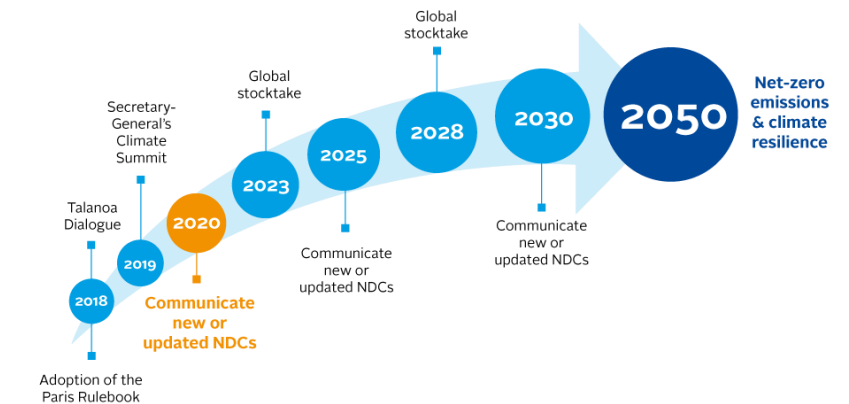 Talanoa
Dialogue
2018
Adoption of the
Paris Rulebook
Secretary-
General's
Climate
Summit
2019
2020
Communicate
new or
updated NDCs
Global
stocktake
2023
2025
Communicate
new or
updated NDCs
Global
stocktake
2028
2030
Communicate
new or
updated NDCs
2050
Net-zero
emissions
& climate
resilience